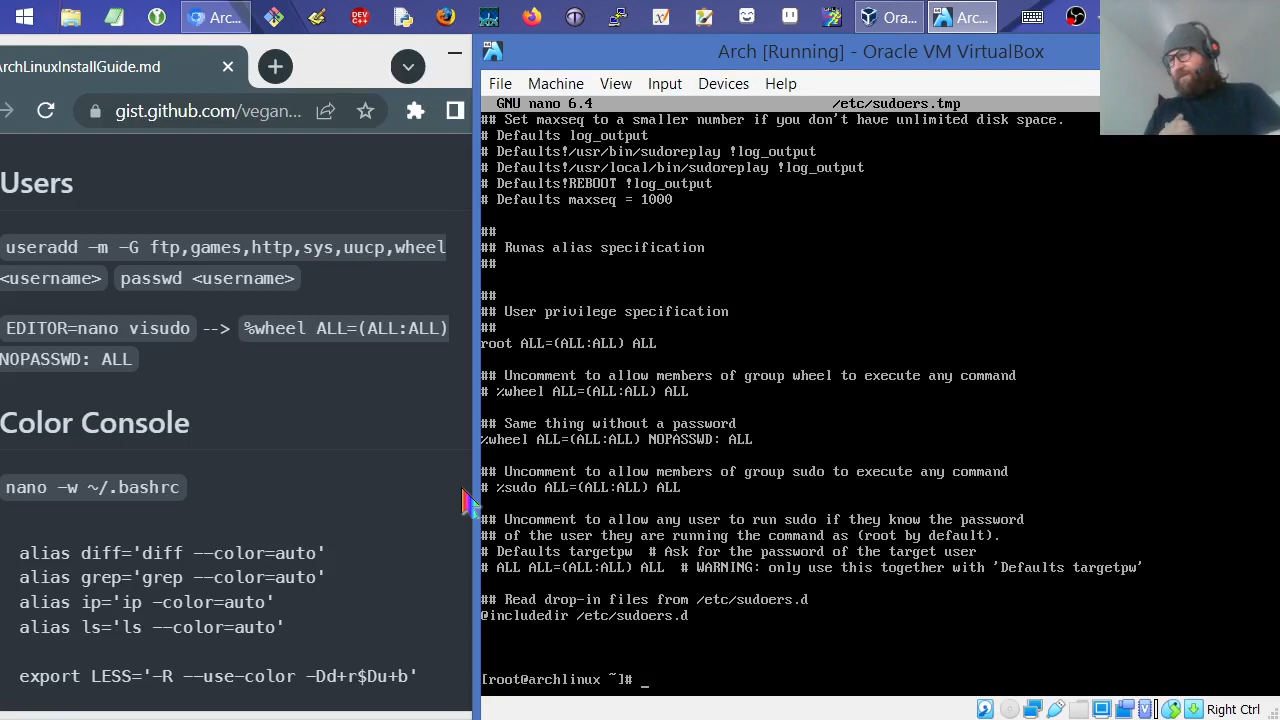 Arc...
Ora...
Arc...
ArchLinuxInstallGuide.md
gist.github.com/vegan...
Users
useradd -m -G ftp,games,http,sys,uucp,wheel
<username> passwd <username>
EDITOR=nano visudo --> %wheel ALL=(ALL:ALL)
NOPASSWD: ALL
Color Console
nano -w ~/.bashrc
alias diff='diff --color=auto'
alias grep='grep --color=auto'
alias ip='ip -color=auto'
alias ls='ls --color=auto'
export LESS='-R --use-color -Dd+r$Du+b'
Arch [Running] - Oracle VM VirtualBox
File Machine View Input Devices Help
GNU nano 6.4 /etc/sudoers.tmp
## Set maxseq to a smaller number if you don't have unlimited disk space.
# Defaults log_output
# Defaults!/usr/bin/sudoreplay !log_output
# Defaults!/usr/local/bin/sudoreplay !log_output
# Defaults!REBOOT !log_output
# Defaults maxseq = 1000
##
## Runas alias specification
##
##
## User privilege specification
##
root ALL=(ALL:ALL) ALL
## Uncomment to allow members of group wheel to execute any command
# %wheel ALL=(ALL:ALL) ALL
## Same thing without a password
%wheel ALL=(ALL:ALL) NOPASSWD: ALL
## Uncomment to allow members of group sudo to execute any command
# %sudo ALL=(ALL:ALL) ALL
## Uncomment to allow any user to run sudo if they know the password
## of the user they are running the command as (root by default).
# Defaults targetpw # Ask for the password of the target user
# ALL ALL=(ALL:ALL) ALL # WARNING: only use this together with 'Defaults targetpw'
## Read drop-in files from /etc/sudoers.d
@includedir /etc/sudoers.d
[root@archlinux ~]# _
Right Ctrl